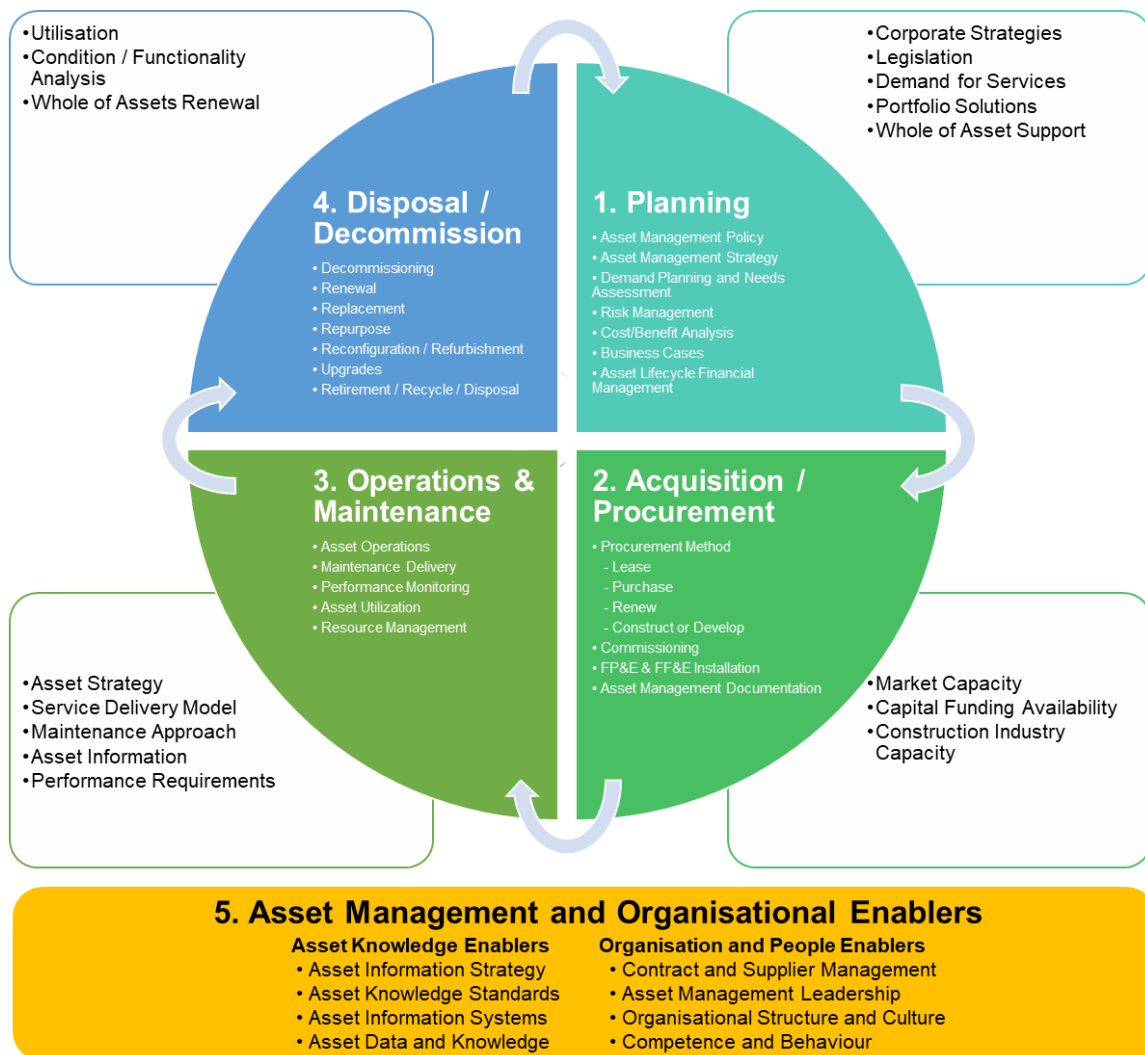 •Utilisation
•Condition / Functionality
Analysis
•Whole of Assets Renewal
•Corporate Strategies
•Legislation
•Demand for Services
•Portfolio Solutions
•Whole of Asset Support
4. Disposal /
Decommission
• Decommissioning
• Renewal
• Replacement
• Repurpose
• Reconfiguration / Refurbishment
• Upgrades
• Retirement / Recycle / Disposal
1. Planning
• Asset Management Policy
• Asset Management Strategy
• Demand Planning and Needs
Assessment
• Risk Management
• Cost/Benefit Analysis
• Business Cases
• Asset Lifecycle Financial
Management
3. Operations &
Maintenance
• Asset Operations
• Maintenance Delivery
• Performance Monitoring
• Asset Utilization
• Resource Management
2. Acquisition /
Procurement
• Procurement Method
- Lease
- Purchase
- Renew
- Construct or Develop
• Commissioning
• FP&E & FF&E Installation
• Asset Management Documentation
•Asset Strategy
•Service Delivery Model
•Maintenance Approach
•Asset Information
•Performance Requirements
•Market Capacity
•Capital Funding Availability
•Construction Industry
Capacity
5. Asset Management and Organisational Enablers
Asset Knowledge Enablers
• Asset Information Strategy
• Asset Knowledge Standards
• Asset Information Systems
• Asset Data and Knowledge
Organisation and People Enablers
• Contract and Supplier Management
• Asset Management Leadership
• Organisational Structure and Culture
• Competence and Behaviour